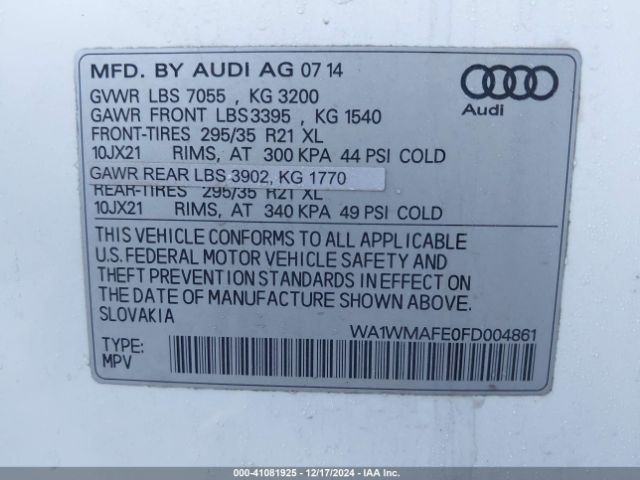 MFD. BY AUDI AG 07 14
GVWR LBS 7055 , KG 3200
GAWR FRONT LBS 3395 , KG 1540
FRONT-TIRES 295/35 R21 XL
10JX21 RIMS, AT 300 KPA 44 PSI COLD
GAWR REAR LBS 3902, KG 1770
REAR-TIRES 295/35 R21 XL
10JX21 RIMS, AT 340 KPA 49 PSI COLD
Audi
THIS VEHICLE CONFORMS TO ALL APPLICABLE
U.S. FEDERAL MOTOR VEHICLE SAFETY AND
THEFT PREVENTION STANDARDS IN EFFECT ON
THE DATE OF MANUFACTURE SHOWN ABOVE.
SLOVAKIA
WA1WMAFE0FD004861
TYPE:
MPV
000-41081925 - 12/17/2024 - IAA Inc.